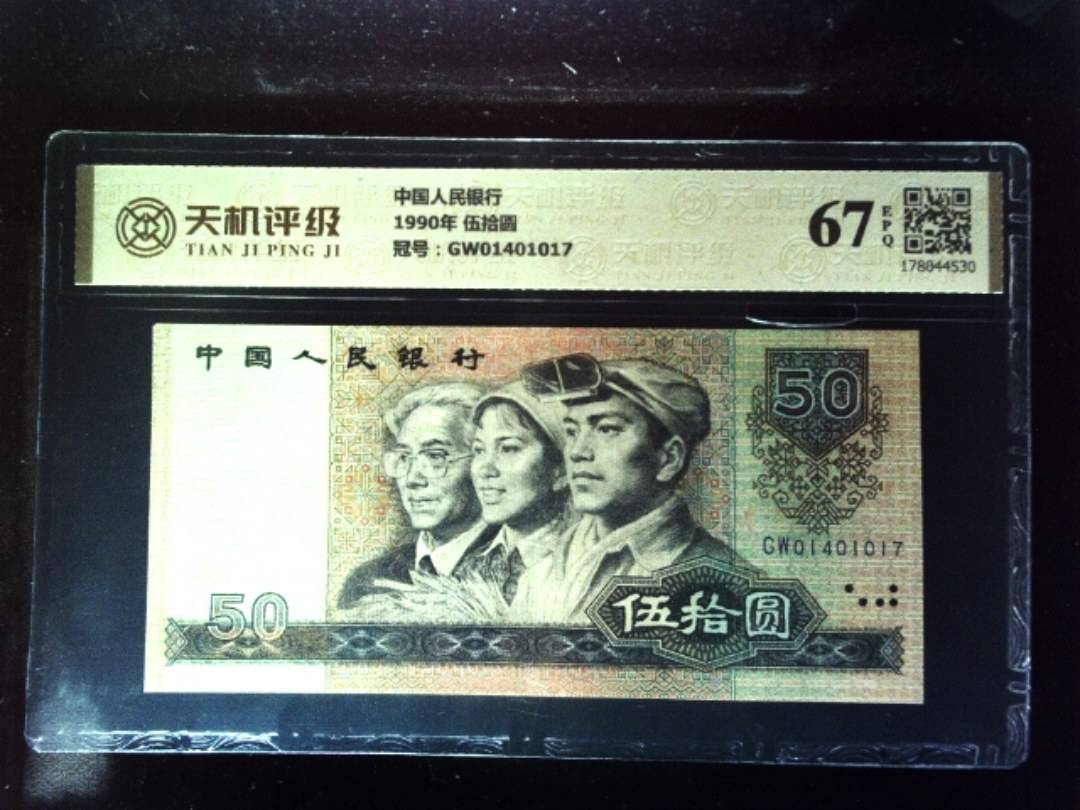 天机评级
TIAN JI PING JI
中国人民银行
1990年 伍拾圆
冠号：GW01401017
67
EPQ
178044530
中国人民银行
50
GW01401017
50
伍拾圆